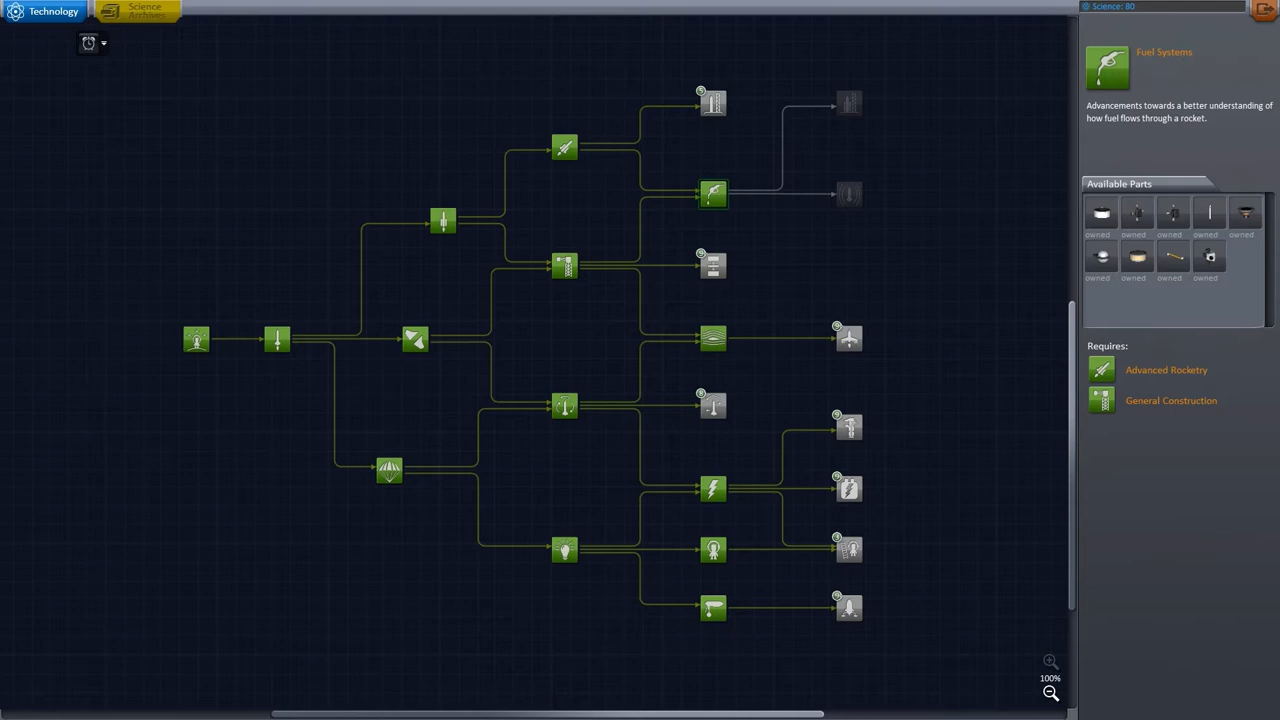 Technology
Science
Archives
Science: 80
Fuel Systems
Advancements towards a better understanding of
how fuel flows through a rocket.
Available Parts
owned owned owned owned owned
owned owned owned owned
Requires:
Advanced Rocketry
General Construction
100%